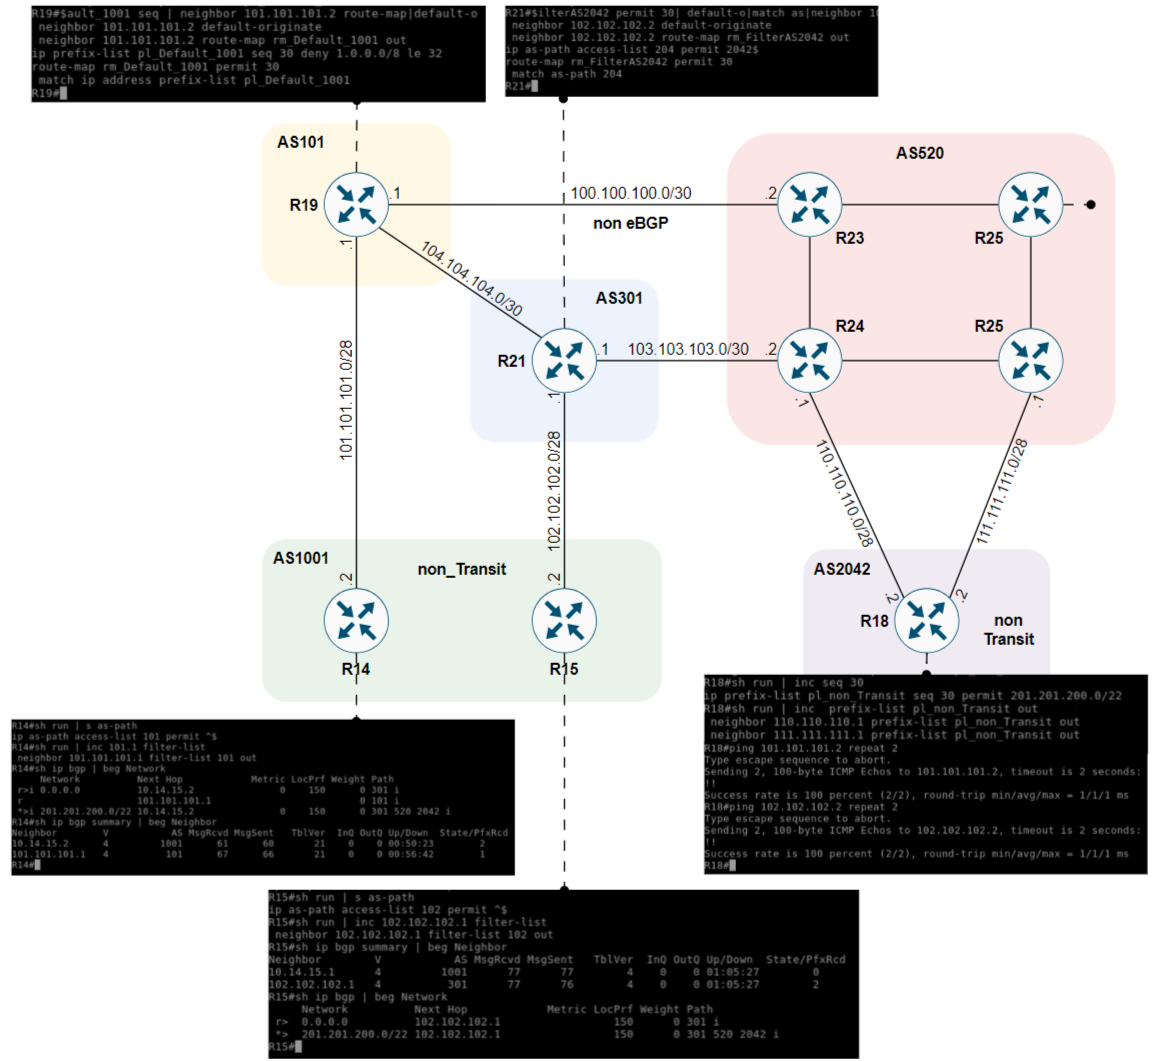 R19#$ault_1001 seq | neighbor 101.101.101.2 route-map|default-o
neighbor 101.101.101.2 default-originate
neighbor 101.101.101.2 route-map rm_Default_1001 out
ip prefix-list pl_Default_1001 seq 30 deny 1.0.0.0/8 le 32
route-map rm_Default_1001 permit 30
match ip address prefix-list pl_Default_1001
R19#
R21#$ilterAS2042 permit 30| default-o|match as|neighbor 10
neighbor 102.102.102.2 default-originate
neighbor 102.102.102.2 route-map rm_FilterAS2042 out
ip as-path access-list 204 permit 2042$
route-map rm_FilterAS2042 permit 30
match as-path 204
R21#
AS101
R19
.1
.1
100.100.100.0/30
non eBGP
.2
AS520
R23
R25
104.104.104.0/30
AS301
R21
.1
.1
103.103.103.0/30
.2
R24
R25
.1
.1
101.101.101.0/28
102.102.102.0/28
110.110.110.0/28
111.111.111.0/28
AS1001
non_Transit
.2
.2
R14
R15
AS2042
.2
.2
R18
non
Transit
R14#sh run | s as-path
ip as-path access-list 101 permit ^$
R14#sh run | inc 101.1 filter-list
neighbor 101.101.101.1 filter-list 101 out
R14#sh ip bgp | beg Network
Network Next Hop Metric LocPrf Weight Path
r>i 0.0.0.0 10.14.15.2 0 150 0 301 i
r 101.101.101.1 0 101 i
*>i 201.201.200.0/22 10.14.15.2 0 150 0 301 520 2042 i
R14#sh ip bgp summary | beg Neighbor
Neighbor V AS MsgRcvd MsgSent TblVer InQ OutQ Up/Down State/PfxRcd
10.14.15.2 4 1001 61 60 21 0 0 00:50:23 2
101.101.101.1 4 101 67 66 21 0 0 00:56:42 1
R14#
R18#sh run | inc seq 30
ip prefix-list pl_non_Transit seq 30 permit 201.201.200.0/22
R18#sh run | inc  prefix-list pl_non_Transit out
neighbor 110.110.110.1 prefix-list pl_non_Transit out
neighbor 111.111.111.1 prefix-list pl_non_Transit out
R18#ping 101.101.101.2 repeat 2
Type escape sequence to abort.
Sending 2, 100-byte ICMP Echos to 101.101.101.2, timeout is 2 seconds:
!!
Success rate is 100 percent (2/2), round-trip min/avg/max = 1/1/1 ms
R18#ping 102.102.102.2 repeat 2
Type escape sequence to abort.
Sending 2, 100-byte ICMP Echos to 102.102.102.2, timeout is 2 seconds:
!!
Success rate is 100 percent (2/2), round-trip min/avg/max = 1/1/1 ms
R18#
R15#sh run | s as-path
ip as-path access-list 102 permit ^$
R15#sh run | inc 102.102.102.1 filter-list
neighbor 102.102.102.1 filter-list 102 out
R15#sh ip bgp summary | beg Neighbor
Neighbor V AS MsgRcvd MsgSent TblVer InQ OutQ Up/Down State/PfxRcd
10.14.15.1 4 1001 77 77 4 0 0 01:05:27 0
102.102.102.1 4 301 77 76 4 0 0 01:05:27 2
R15#sh ip bgp | beg Network
Network Next Hop Metric LocPrf Weight Path
r> 0.0.0.0 102.102.102.1 150 0 301 i
*> 201.201.200.0/22 102.102.102.1 150 0 301 520 2042 i
R15#